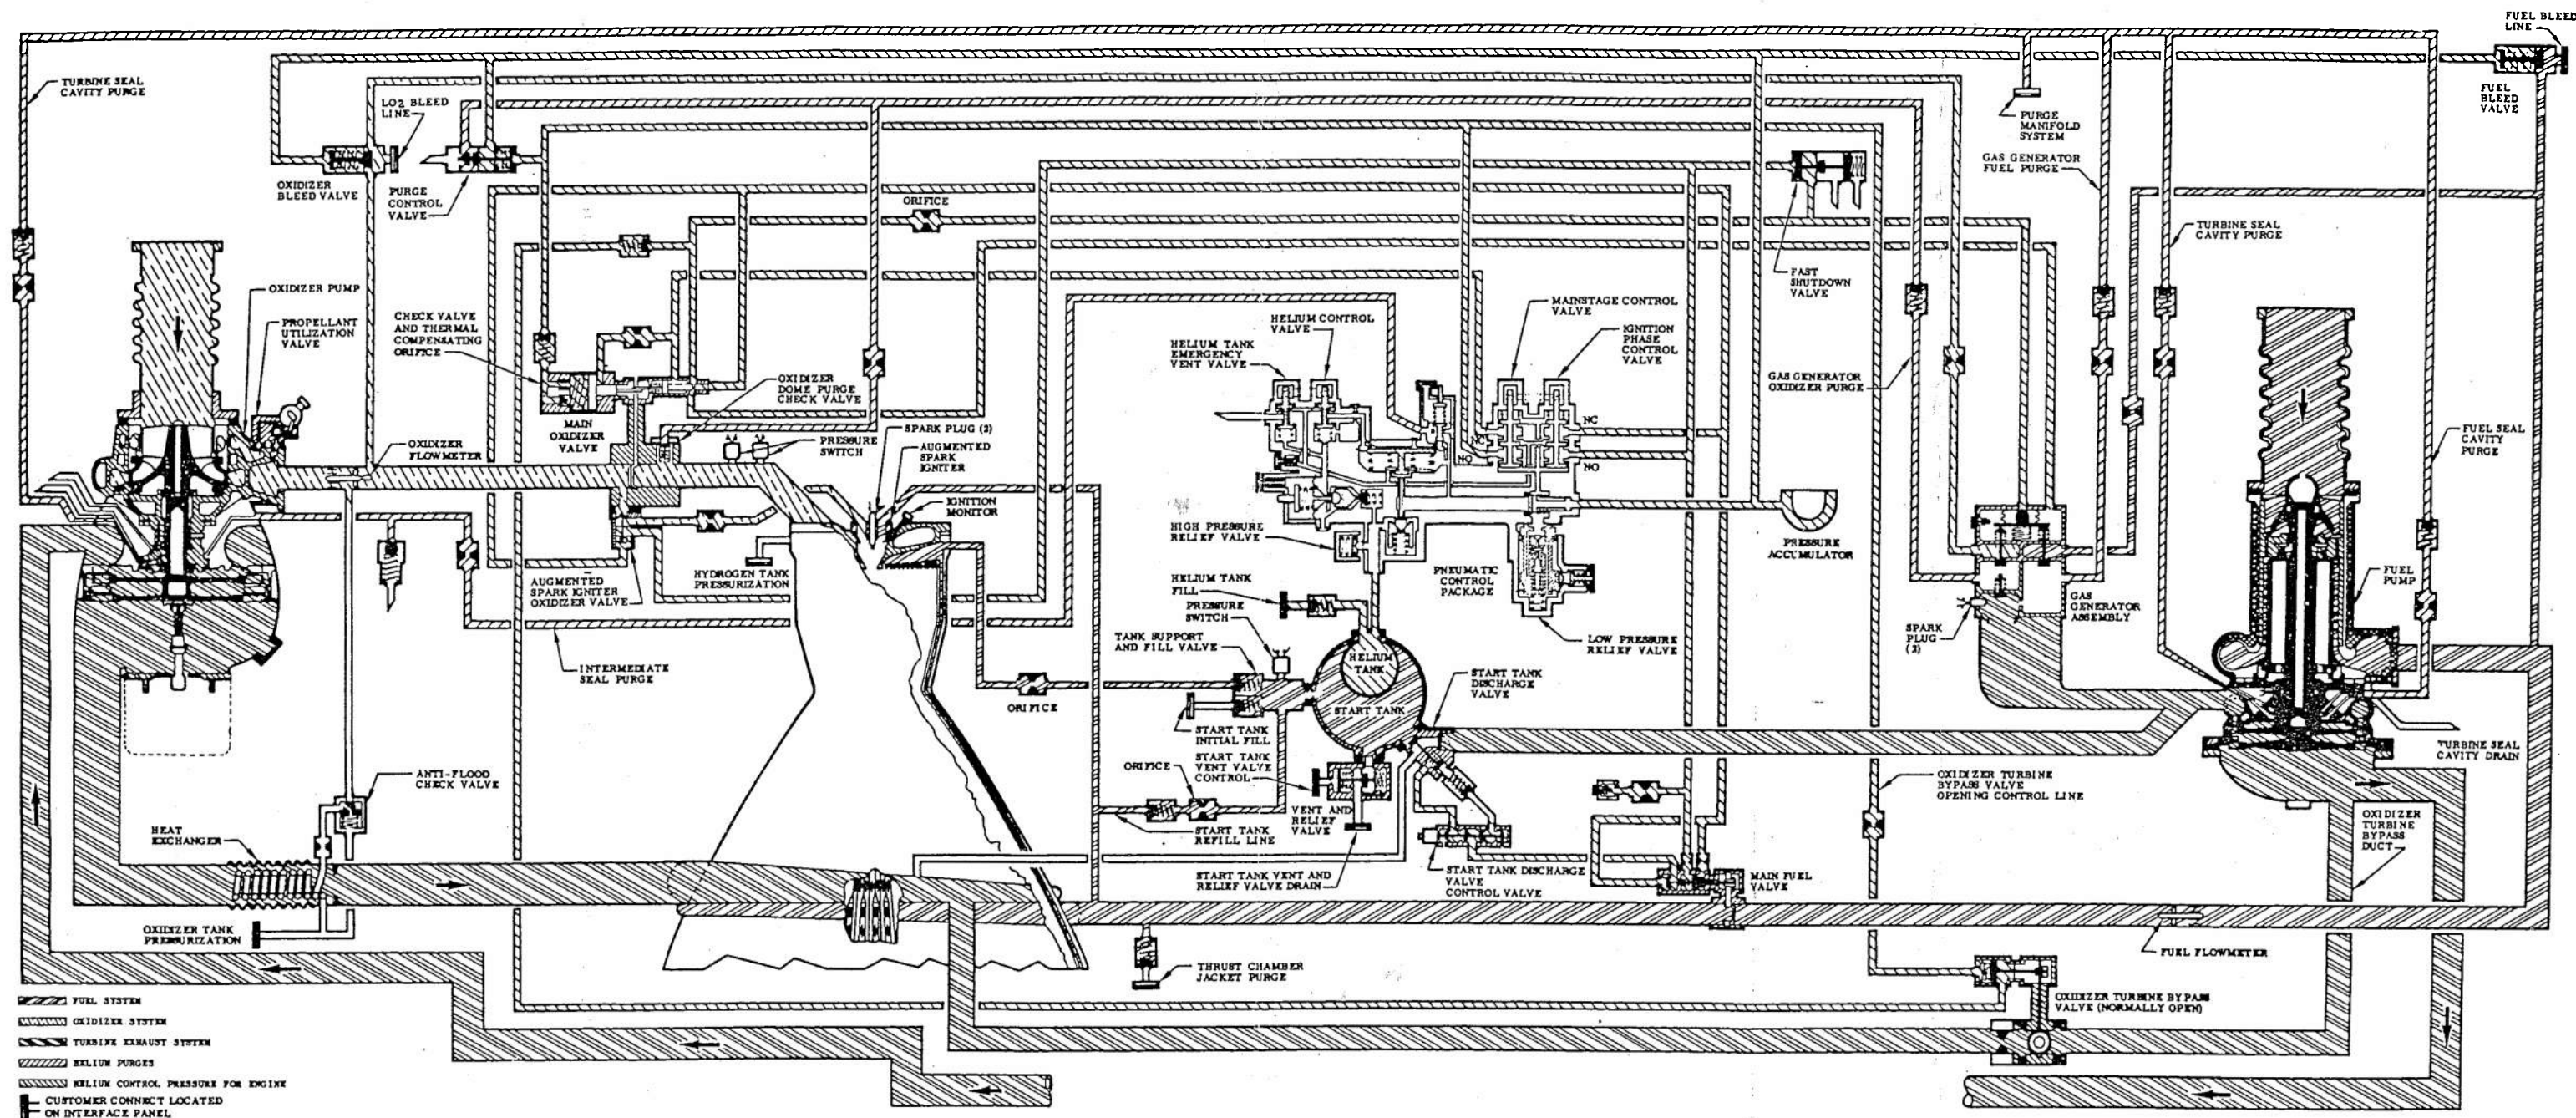 FUEL BLEED
LINE
TURBINE SEAL
CAVITY PURGE
LO2 BLEED
LINE
FUEL
BLEED
VALVE
PURGE
MANIFOLD
SYSTEM
GAS GENERATOR
FUEL PURGE
OXIDIZER
BLEED VALVE
PURGE
CONTROL
VALVE
ORIFICE
TURBINE SEAL
CAVITY PURGE
FAST
SHUTDOWN
VALVE
OXIDIZER PUMP
PROPELLANT
UTILIZATION
VALVE
CHECK VALVE
AND THERMAL
COMPENSATING
ORIFICE
MAINSTAGE CONTROL
VALVE
HELIUM CONTROL
VALVE
IGNITION
PHASE
CONTROL
VALVE
HELIUM TANK
EMERGENCY
VENT VALVE
OXIDIZER
DOME PURGE
CHECK VALVE
GAS GENERATOR
OXIDIZER PURGE
MAIN
OXIDIZER
VALVE
SPARK PLUG (2)
PRESSURE
SWITCH
AUGMENTED
SPARK
IGNITER
NC
NC
NO
NO
OXIDIZER
FLOWMETER
IGNITION
MONITOR
FUEL SEAL
CAVITY
PURGE
HIGH PRESSURE
RELIEF VALVE
PRESSURE
ACCUMULATOR
HYDROGEN TANK
PRESSURIZATION
AUGMENTED
SPARK IGNITER
OXIDIZER VALVE
HELIUM TANK
FILL
PRESSURE
SWITCH
PNEUMATIC
CONTROL
PACKAGE
FUEL
PUMP
GAS
GENERATOR
ASSEMBLY
SPARK
PLUG
(2)
TANK SUPPORT
AND FILL VALVE
LOW PRESSURE
RELIEF VALVE
HELIUM
TANK
INTERMEDIATE
SEAL PURGE
START TANK
DISCHARGE
VALVE
ORIFICE
START TANK
START TANK
INITIAL FILL
START TANK
VENT VALVE
CONTROL
ORIFICE
TURBINE SEAL
CAVITY DRAIN
ANTI-FLOOD
CHECK VALVE
OXIDIZER TURBINE
BYPASS VALVE
OPENING CONTROL LINE
VENT AND
RELIEF
VALVE
START TANK
REFILL LINE
OXIDIZER
TURBINE
BYPASS
DUCT
HEAT
EXCHANGER
START TANK VENT AND
RELIEF VALVE DRAIN
START TANK DISCHARGE
VALVE
CONTROL VALVE
MAIN FUEL
VALVE
OXIDIZER TANK
PRESSURIZATION
FUEL FLOWMETER
THRUST CHAMBER
JACKET PURGE
OXIDIZER TURBINE BYPASS
VALVE (NORMALLY OPEN)
FUEL SYSTEM
OXIDIZER SYSTEM
TURBINE EXHAUST SYSTEM
HELIUM PURGES
HELIUM CONTROL PRESSURE FOR ENGINE
CUSTOMER CONNECT LOCATED
ON INTERFACE PANEL